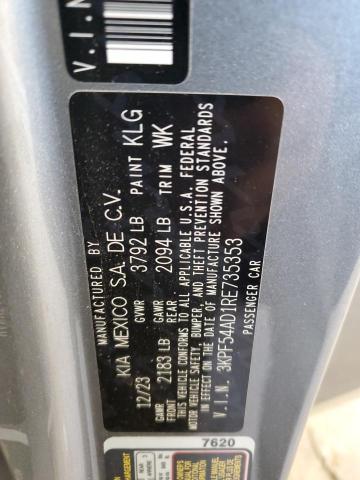 V.I.N
MANUFACTURED BY
KIA MEXICO S.A. DE C.V.
12/23 GVWR 3792 LB PAINT KLG
GAWR FRONT 2183 LB GAWR REAR 2094 LB TRIM WK
THIS VEHICLE CONFORMS TO ALL APPLICABLE U.S.A. FEDERAL
MOTOR VEHICLE SAFETY, BUMPER, AND THEFT PREVENTION STANDARDS
IN EFFECT ON THE DATE OF MANUFACTURE SHOWN ABOVE.
V.I.N. 3KPF54AD1RE735353
PASSENGER CAR
7620